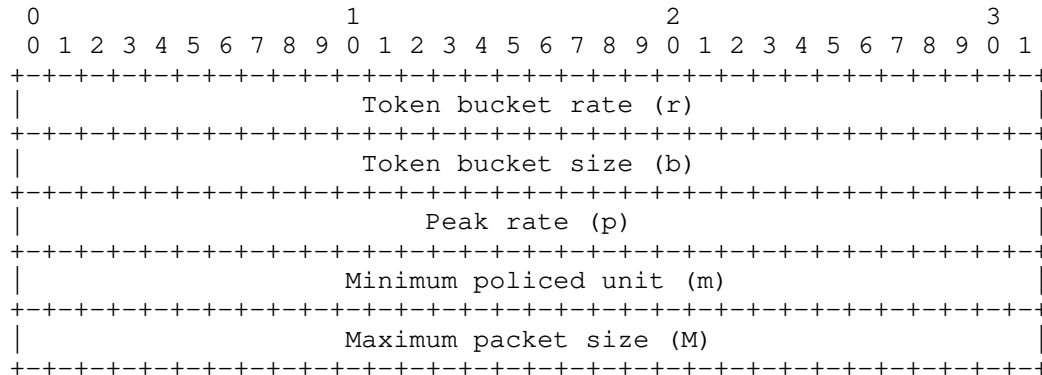 0                   1                   2                   3
0 1 2 3 4 5 6 7 8 9 0 1 2 3 4 5 6 7 8 9 0 1 2 3 4 5 6 7 8 9 0 1
+-+-+-+-+-+-+-+-+-+-+-+-+-+-+-+-+-+-+-+-+-+-+-+-+-+-+-+-+-+-+-+-+
|                     Token bucket rate (r)                     |
+-+-+-+-+-+-+-+-+-+-+-+-+-+-+-+-+-+-+-+-+-+-+-+-+-+-+-+-+-+-+-+-+
|                     Token bucket size (b)                     |
+-+-+-+-+-+-+-+-+-+-+-+-+-+-+-+-+-+-+-+-+-+-+-+-+-+-+-+-+-+-+-+-+
|                         Peak rate (p)                         |
+-+-+-+-+-+-+-+-+-+-+-+-+-+-+-+-+-+-+-+-+-+-+-+-+-+-+-+-+-+-+-+-+
|                    Minimum policed unit (m)                   |
+-+-+-+-+-+-+-+-+-+-+-+-+-+-+-+-+-+-+-+-+-+-+-+-+-+-+-+-+-+-+-+-+
|                    Maximum packet size (M)                    |
+-+-+-+-+-+-+-+-+-+-+-+-+-+-+-+-+-+-+-+-+-+-+-+-+-+-+-+-+-+-+-+-+